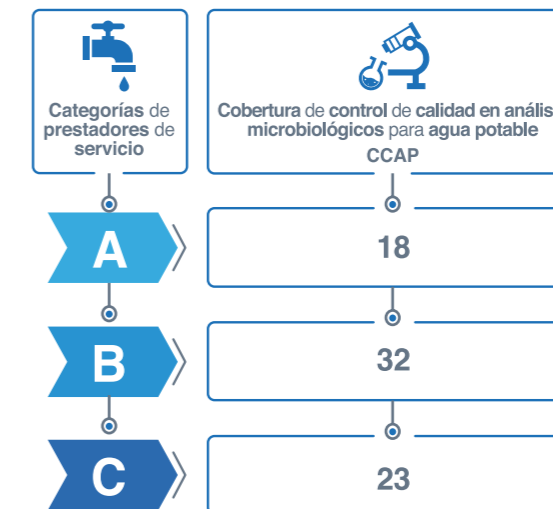 Categorías de
prestadores de
servicio
Cobertura de control de calidad en anális
microbiológicos para agua potable
CCAP
A
18
B
32
C
23